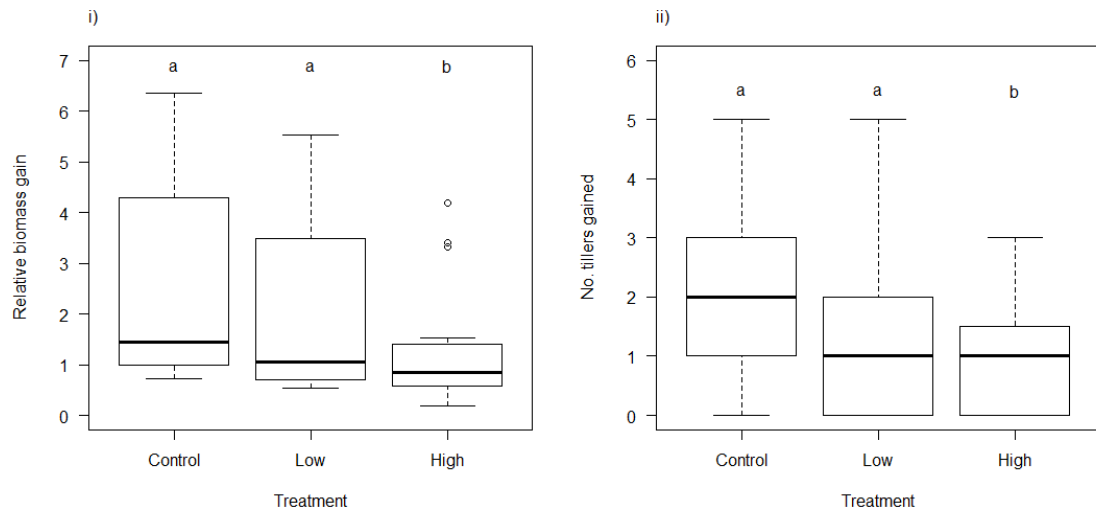 i)
a a b
7
6
5
4
3
2
1
0
Relative biomass gain
Control Low High
Treatment
ii)
a a b
6
5
4
3
2
1
0
No. tillers gained
Control Low High
Treatment